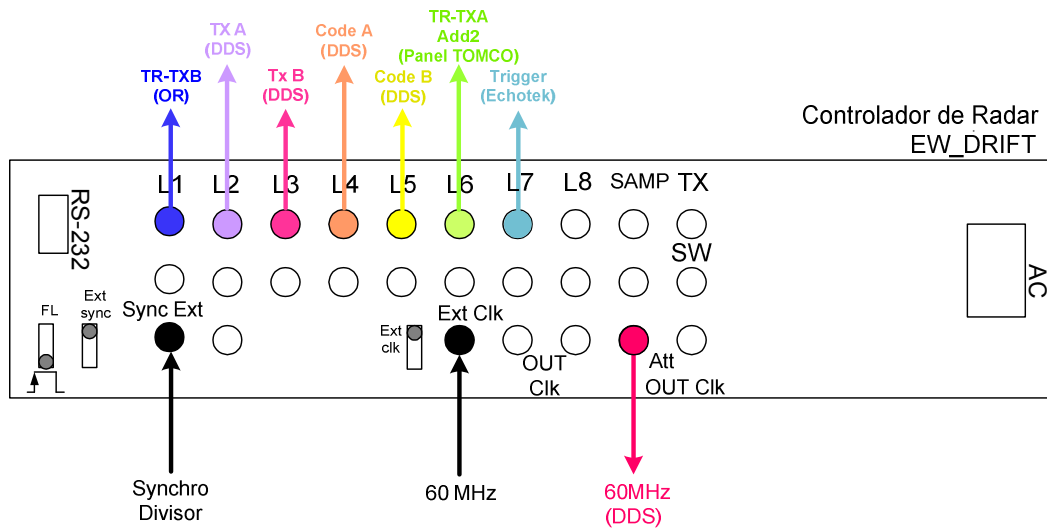 TX A
(DDS)
Code A
(DDS)
TR-TXA
Add2
(Panel TOMCO)
TR-TXB
(OR)
Tx B
(DDS)
Code B
(DDS)
Trigger
(Echotek)
Controlador de Radar
EW_DRIFT
RS-232
L1
L2
L3
L4
L5
L6
L7
L8
SAMP
TX
SW
AC
FL
Ext
sync
Sync Ext
Ext
clk
Ext Clk
OUT
Clk
Att
OUT Clk
Synchro
Divisor
60 MHz
60MHz
(DDS)